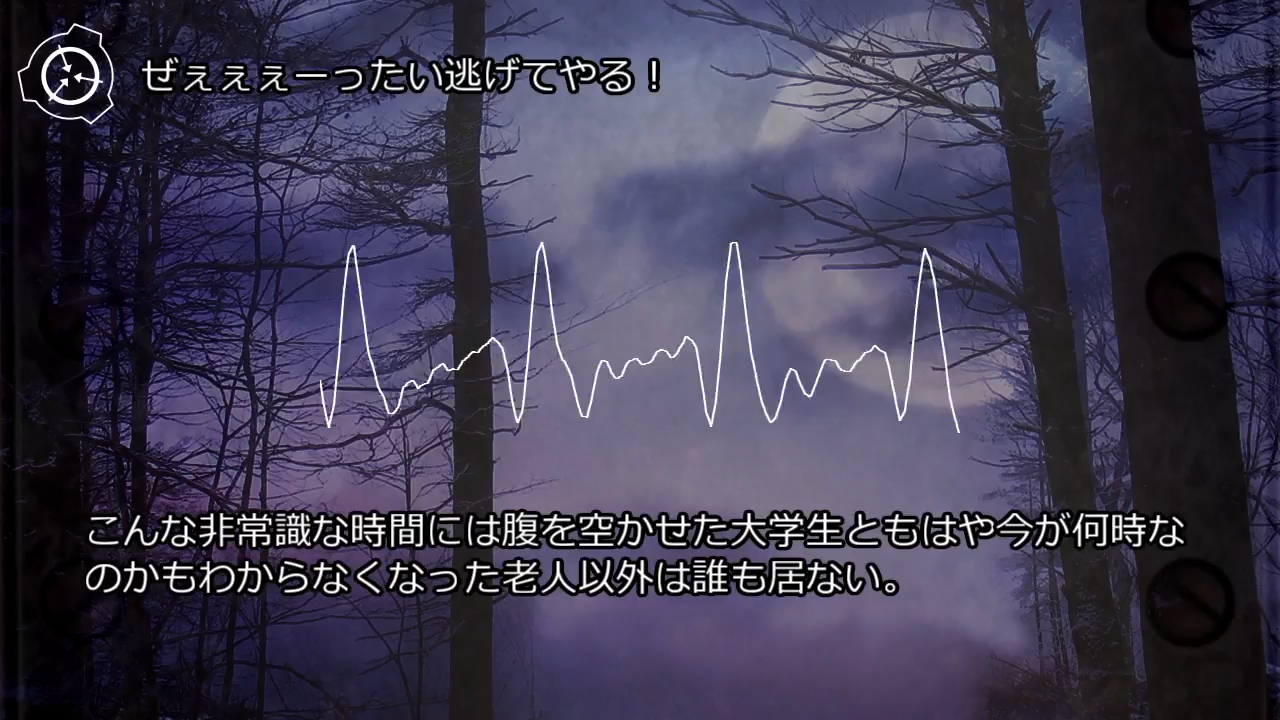 ぜぇぇぇーったい逃げてやる！
こんな非常識な時間には腹を空かせた大学生ともはや今が何時な
のかもわからなくなった老人以外は誰も居ない。